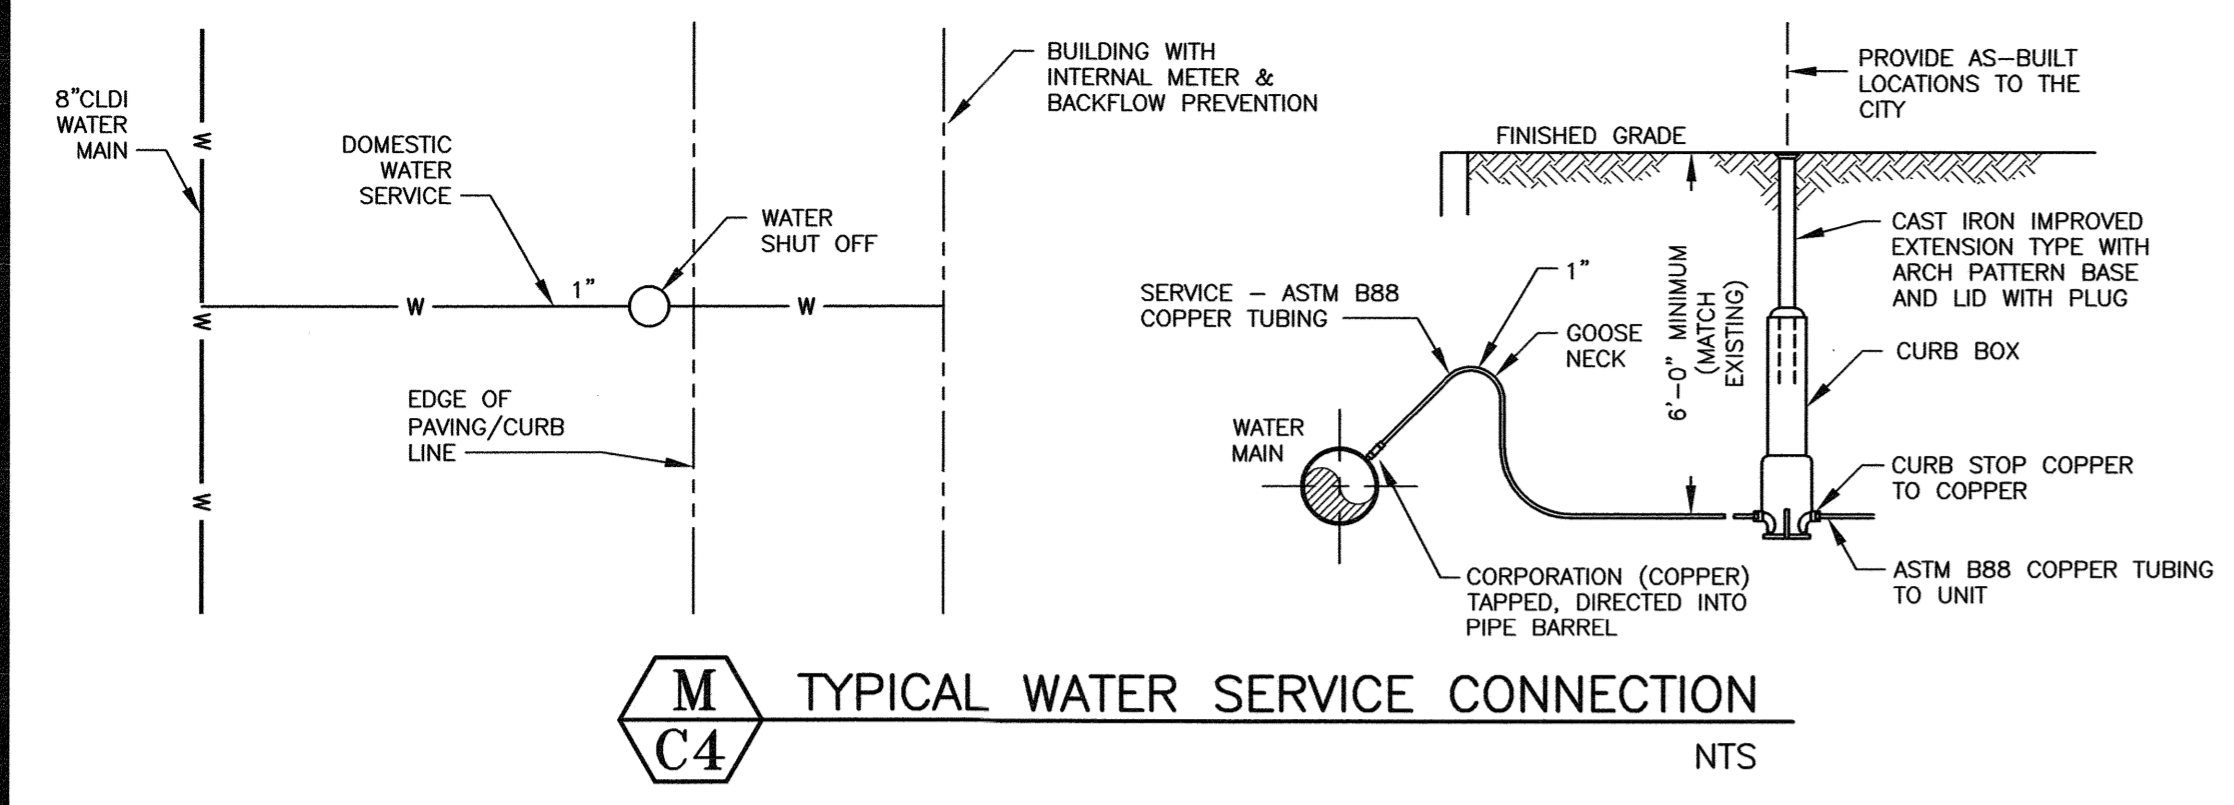 8”CLDI
WATER
MAIN
W
W
W
DOMESTIC
WATER
SERVICE
1”
W
W
WATER
SHUT OFF
EDGE OF
PAVING/CURB
LINE
BUILDING WITH
INTERNAL METER &
BACKFLOW PREVENTION
PROVIDE AS-BUILT
LOCATIONS TO THE
CITY
FINISHED GRADE
CAST IRON IMPROVED
EXTENSION TYPE WITH
ARCH PATTERN BASE
AND LID WITH PLUG
6'-0" MINIMUM
(MATCH
EXISTING)
SERVICE - ASTM B88
COPPER TUBING
1”
GOOSE
NECK
CURB BOX
WATER
MAIN
CURB STOP COPPER
TO COPPER
CORPORATION (COPPER)
TAPPED, DIRECTED INTO
PIPE BARREL
ASTM B88 COPPER TUBING
TO UNIT
M
C4
TYPICAL WATER SERVICE CONNECTION
NTS